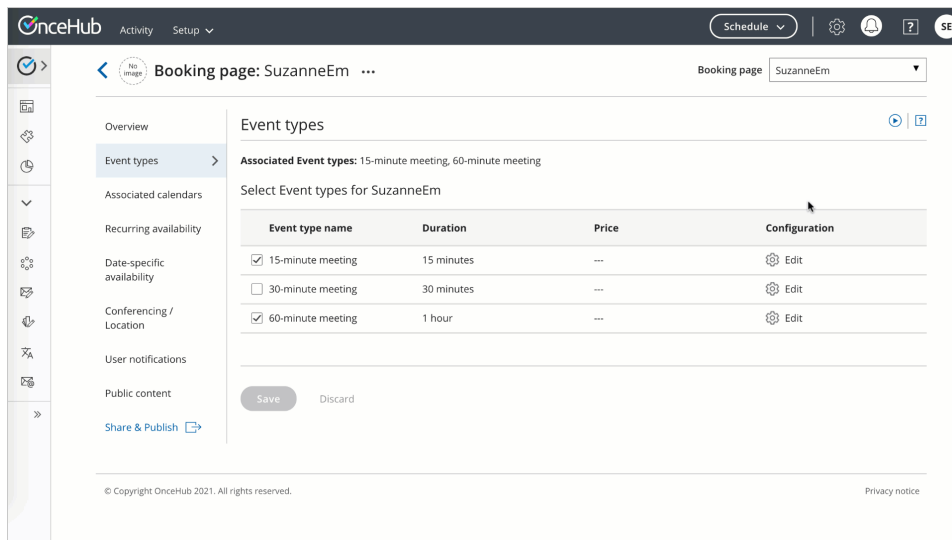 OnceHub Activity Setup Schedule ? SE
No image Booking page: SuzanneEm ••• Booking page SuzanneEm
Overview
Event types
Associated calendars
Recurring availability
Date-specific
availability
Conferencing /
Location
User notifications
Public content
Share & Publish
Event types ?
Associated Event types: 15-minute meeting, 60-minute meeting
Select Event types for SuzanneEm
Event type name Duration Price Configuration
15-minute meeting 15 minutes --- Edit
30-minute meeting 30 minutes --- Edit
60-minute meeting 1 hour --- Edit
Save Discard
© Copyright OnceHub 2021. All rights reserved. Privacy notice